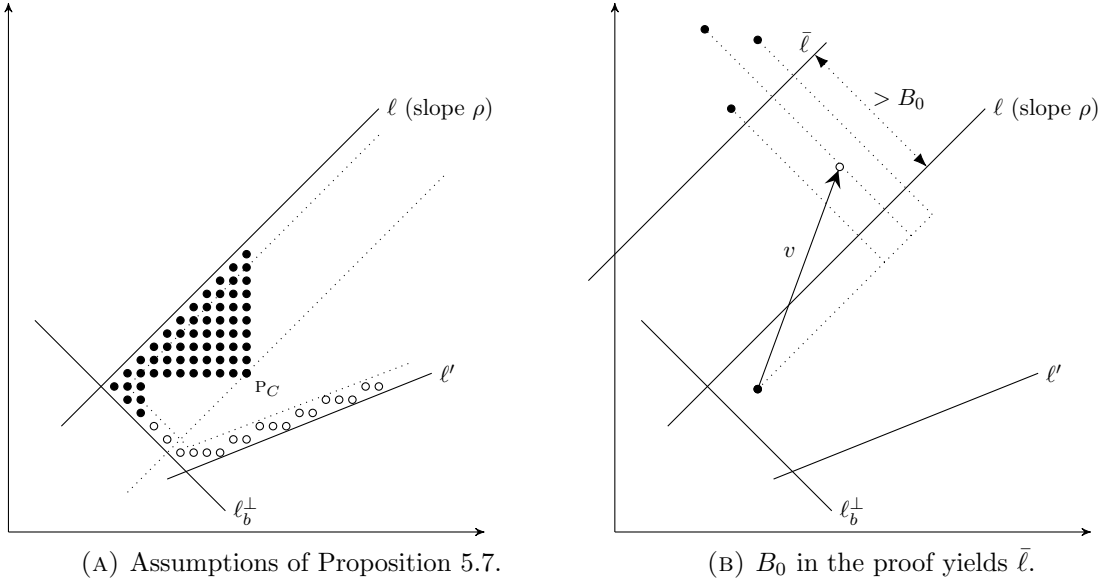 ℓ (slope ρ)
P_C
ℓ′
ℓ_b^⊥
(A) Assumptions of Proposition 5.7.
ℓ̄
> B_0
ℓ (slope ρ)
v
ℓ′
ℓ_b^⊥
(B) B_0 in the proof yields ℓ̄.